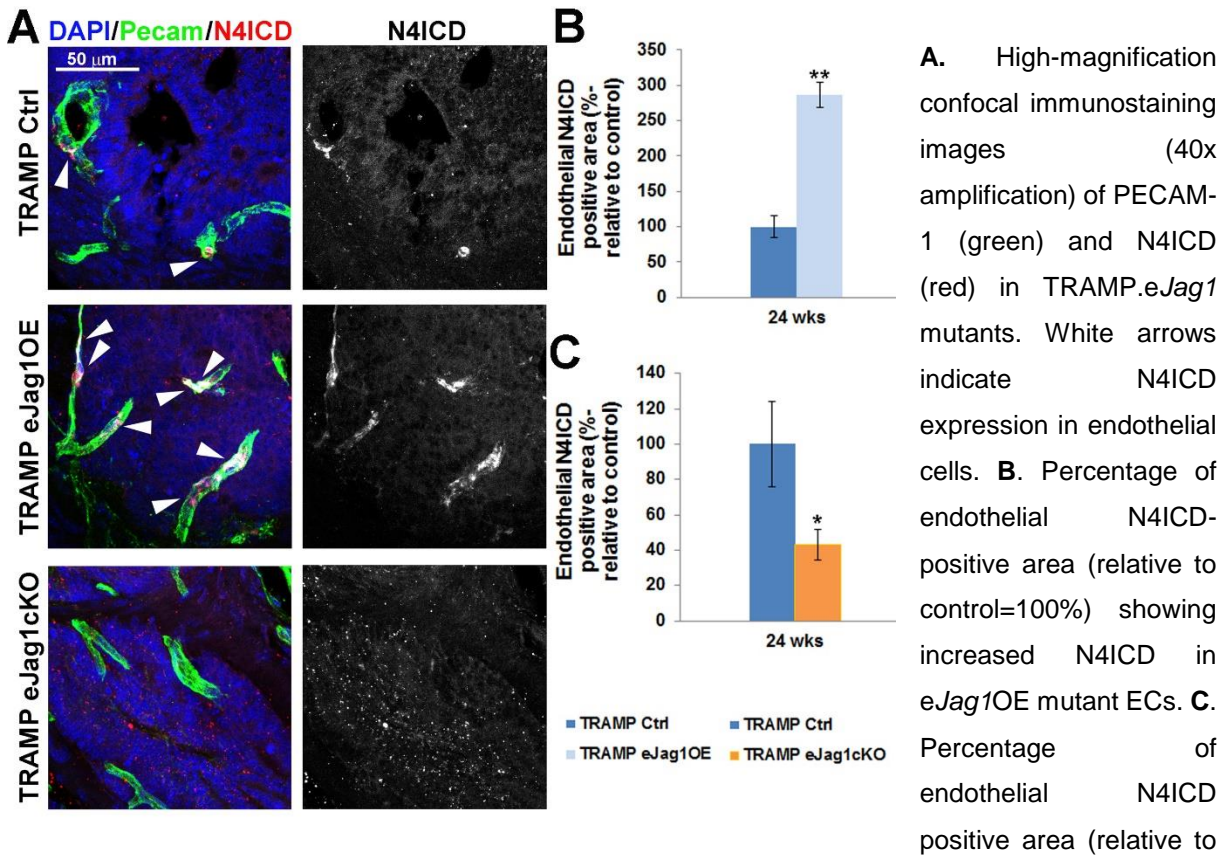 A
DAPI/Pecam/N4ICD
N4ICD
50 µm
TRAMP Ctrl
TRAMP eJag1OE
TRAMP eJag1cKO
B
Endothelial N4ICD
positive area (%-
relative to control)
350
300
250
200
150
100
50
0
**
24 wks
C
Endothelial N4ICD
positive area (%-
relative to control)
140
120
100
80
60
40
20
0
*
24 wks
TRAMP Ctrl
TRAMP eJag1OE
TRAMP Ctrl
TRAMP eJag1cKO
A. High-magnification
confocal immunostaining
images (40x
amplification) of PECAM-
1 (green) and N4ICD
(red) in TRAMP.eJag1
mutants. White arrows
indicate N4ICD
expression in endothelial
cells. B. Percentage of
endothelial N4ICD-
positive area (relative to
control=100%) showing
increased N4ICD in
eJag1OE mutant ECs. C.
Percentage of
endothelial N4ICD
positive area (relative to